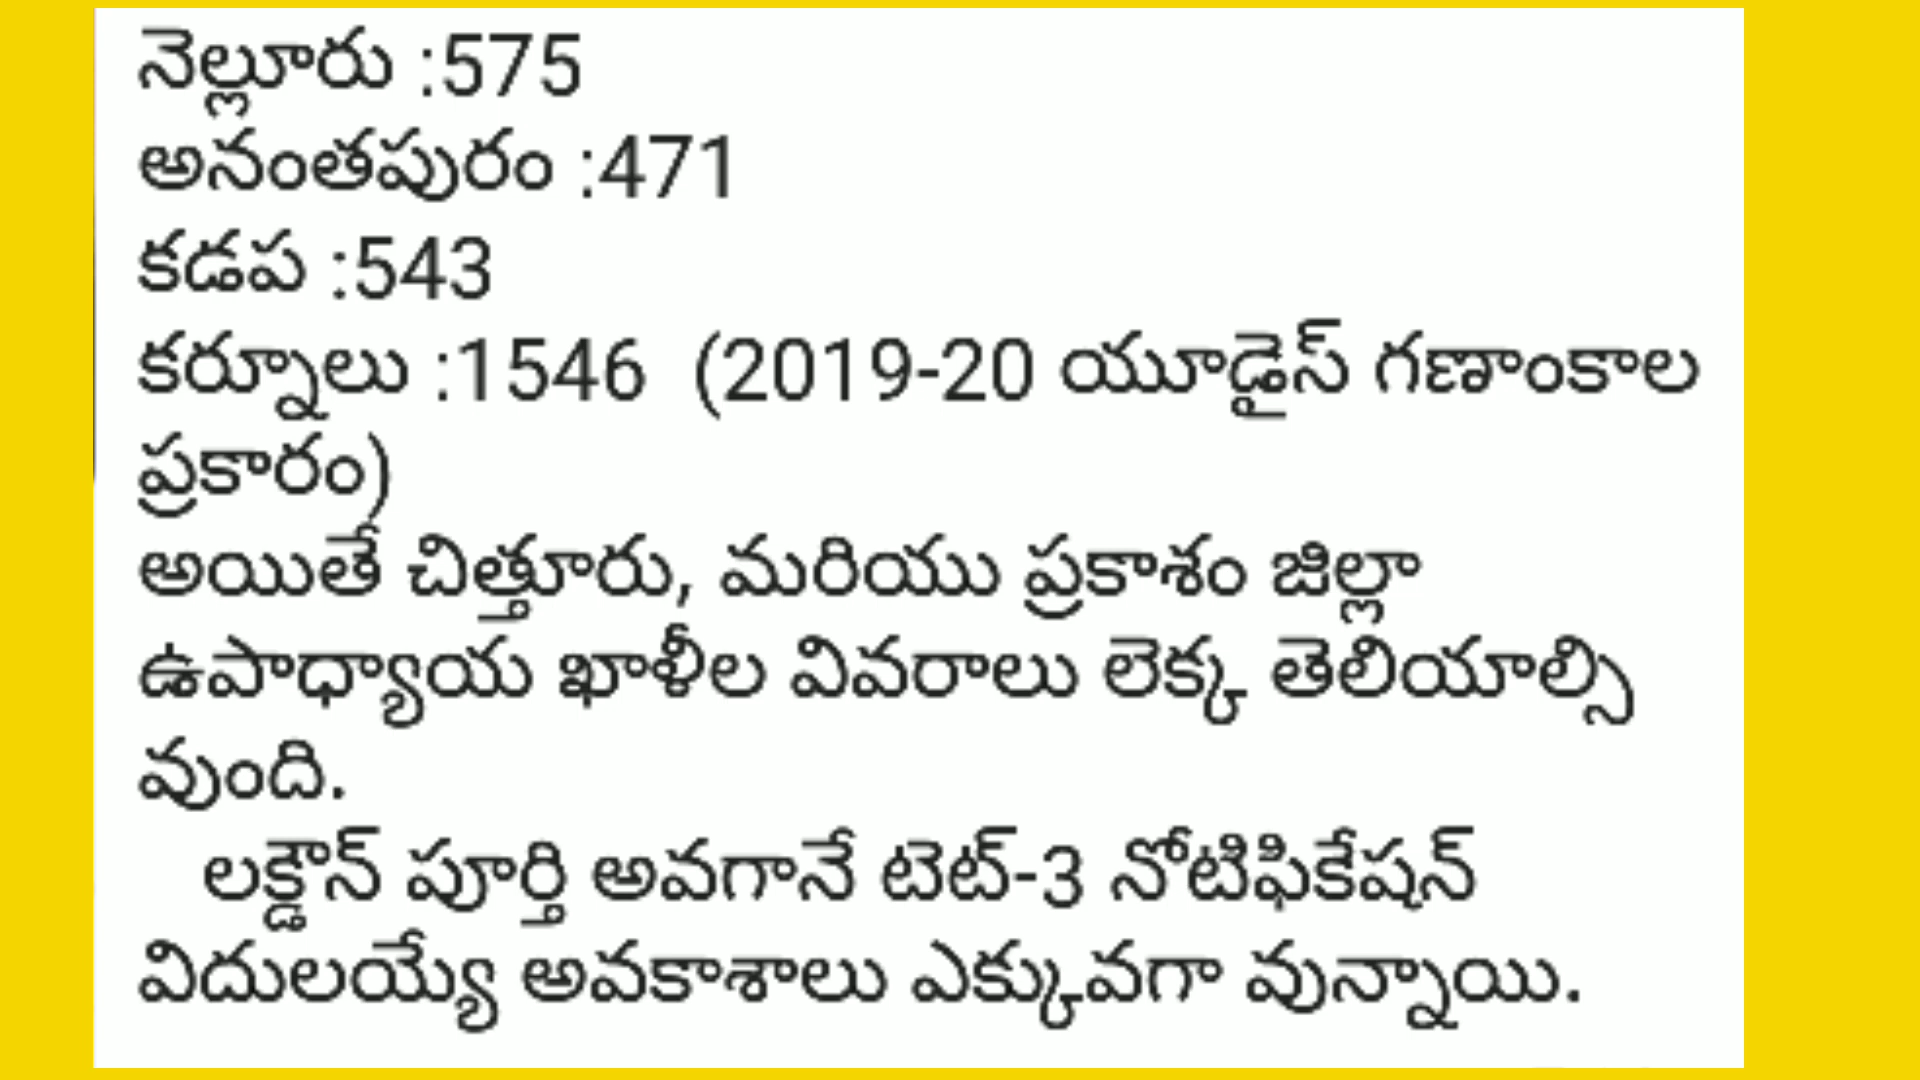 నెల్లూరు :575
అనంతపురం :471
కడప :543
కర్నూలు :1546 (2019-20 యూడైస్ గణాంకాల
ప్రకారం)
అయితే చిత్తూరు, మరియు ప్రకాశం జిల్లా
ఉపాధ్యాయ ఖాళీల వివరాలు లెక్క తెలియాల్సి
వుంది.
లక్డౌన్ పూర్తి అవగానే టెట్-3 నోటిఫికేషన్
విదులయ్యే అవకాశాలు ఎక్కువగా వున్నాయి.